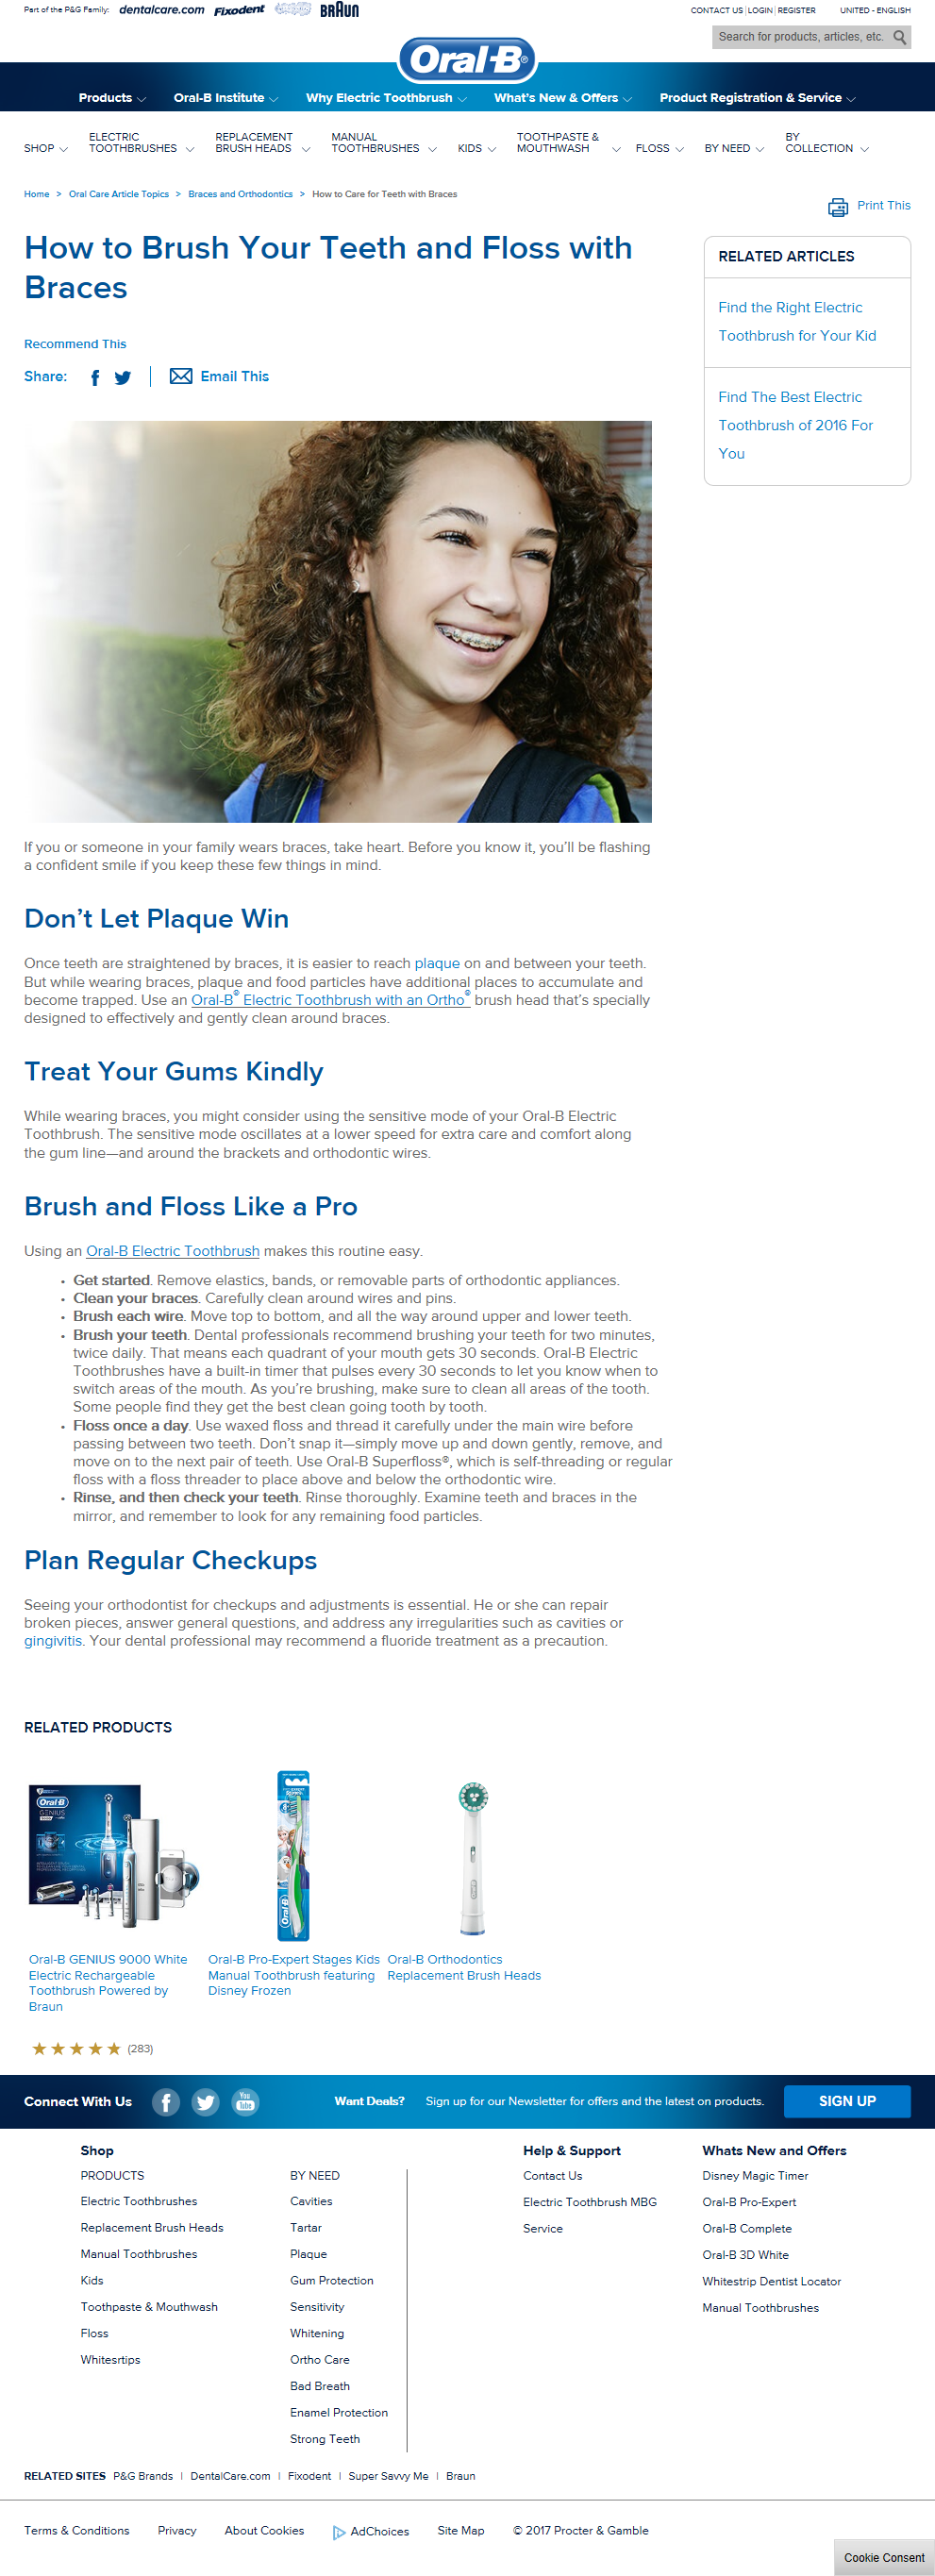 Part of the P&G Family: dentalcare.com Fixodent BRAUN
CONTACT US | LOGIN | REGISTER UNITED - ENGLISH
Search for products, articles, etc.
Oral-B®
Products Oral-B Institute Why Electric Toothbrush What's New & Offers Product Registration & Service
SHOP ELECTRIC TOOTHBRUSHES REPLACEMENT BRUSH HEADS MANUAL TOOTHBRUSHES KIDS TOOTHPASTE & MOUTHWASH FLOSS BY NEED BY COLLECTION
Home > Oral Care Article Topics > Braces and Orthodontics > How to Care for Teeth with Braces
Print This
How to Brush Your Teeth and Floss with
Braces
Recommend This
Share: Email This
RELATED ARTICLES
Find the Right Electric
Toothbrush for Your Kid
Find The Best Electric
Toothbrush of 2016 For
You
If you or someone in your family wears braces, take heart. Before you know it, you'll be flashing
a confident smile if you keep these few things in mind.
Don't Let Plaque Win
Once teeth are straightened by braces, it is easier to reach plaque on and between your teeth.
But while wearing braces, plaque and food particles have additional places to accumulate and
become trapped. Use an Oral-B® Electric Toothbrush with an Ortho® brush head that's specially
designed to effectively and gently clean around braces.
Treat Your Gums Kindly
While wearing braces, you might consider using the sensitive mode of your Oral-B Electric
Toothbrush. The sensitive mode oscillates at a lower speed for extra care and comfort along
the gum line—and around the brackets and orthodontic wires.
Brush and Floss Like a Pro
Using an Oral-B Electric Toothbrush makes this routine easy.
• Get started. Remove elastics, bands, or removable parts of orthodontic appliances.
• Clean your braces. Carefully clean around wires and pins.
• Brush each wire. Move top to bottom, and all the way around upper and lower teeth.
• Brush your teeth. Dental professionals recommend brushing your teeth for two minutes,
twice daily. That means each quadrant of your mouth gets 30 seconds. Oral-B Electric
Toothbrushes have a built-in timer that pulses every 30 seconds to let you know when to
switch areas of the mouth. As you're brushing, make sure to clean all areas of the tooth.
Some people find they get the best clean going tooth by tooth.
• Floss once a day. Use waxed floss and thread it carefully under the main wire before
passing between two teeth. Don't snap it—simply move up and down gently, remove, and
move on to the next pair of teeth. Use Oral-B Superfloss®, which is self-threading or regular
floss with a floss threader to place above and below the orthodontic wire.
• Rinse, and then check your teeth. Rinse thoroughly. Examine teeth and braces in the
mirror, and remember to look for any remaining food particles.
Plan Regular Checkups
Seeing your orthodontist for checkups and adjustments is essential. He or she can repair
broken pieces, answer general questions, and address any irregularities such as cavities or
gingivitis. Your dental professional may recommend a fluoride treatment as a precaution.
RELATED PRODUCTS
Oral-B
GENIUS
Oral-B
Oral-B GENIUS 9000 White
Electric Rechargeable
Toothbrush Powered by
Braun
Oral-B Pro-Expert Stages Kids
Manual Toothbrush featuring
Disney Frozen
Oral-B Orthodontics
Replacement Brush Heads
(283)
Connect With Us You Tube Want Deals? Sign up for our Newsletter for offers and the latest on products. SIGN UP
Shop
PRODUCTS
Electric Toothbrushes
Replacement Brush Heads
Manual Toothbrushes
Kids
Toothpaste & Mouthwash
Floss
Whitesrtips
BY NEED
Cavities
Tartar
Plaque
Gum Protection
Sensitivity
Whitening
Ortho Care
Bad Breath
Enamel Protection
Strong Teeth
Help & Support
Contact Us
Electric Toothbrush MBG
Service
Whats New and Offers
Disney Magic Timer
Oral-B Pro-Expert
Oral-B Complete
Oral-B 3D White
Whitestrip Dentist Locator
Manual Toothbrushes
RELATED SITES P&G Brands | DentalCare.com | Fixodent | Super Savvy Me | Braun
Terms & Conditions Privacy About Cookies AdChoices Site Map © 2017 Procter & Gamble
Cookie Consent